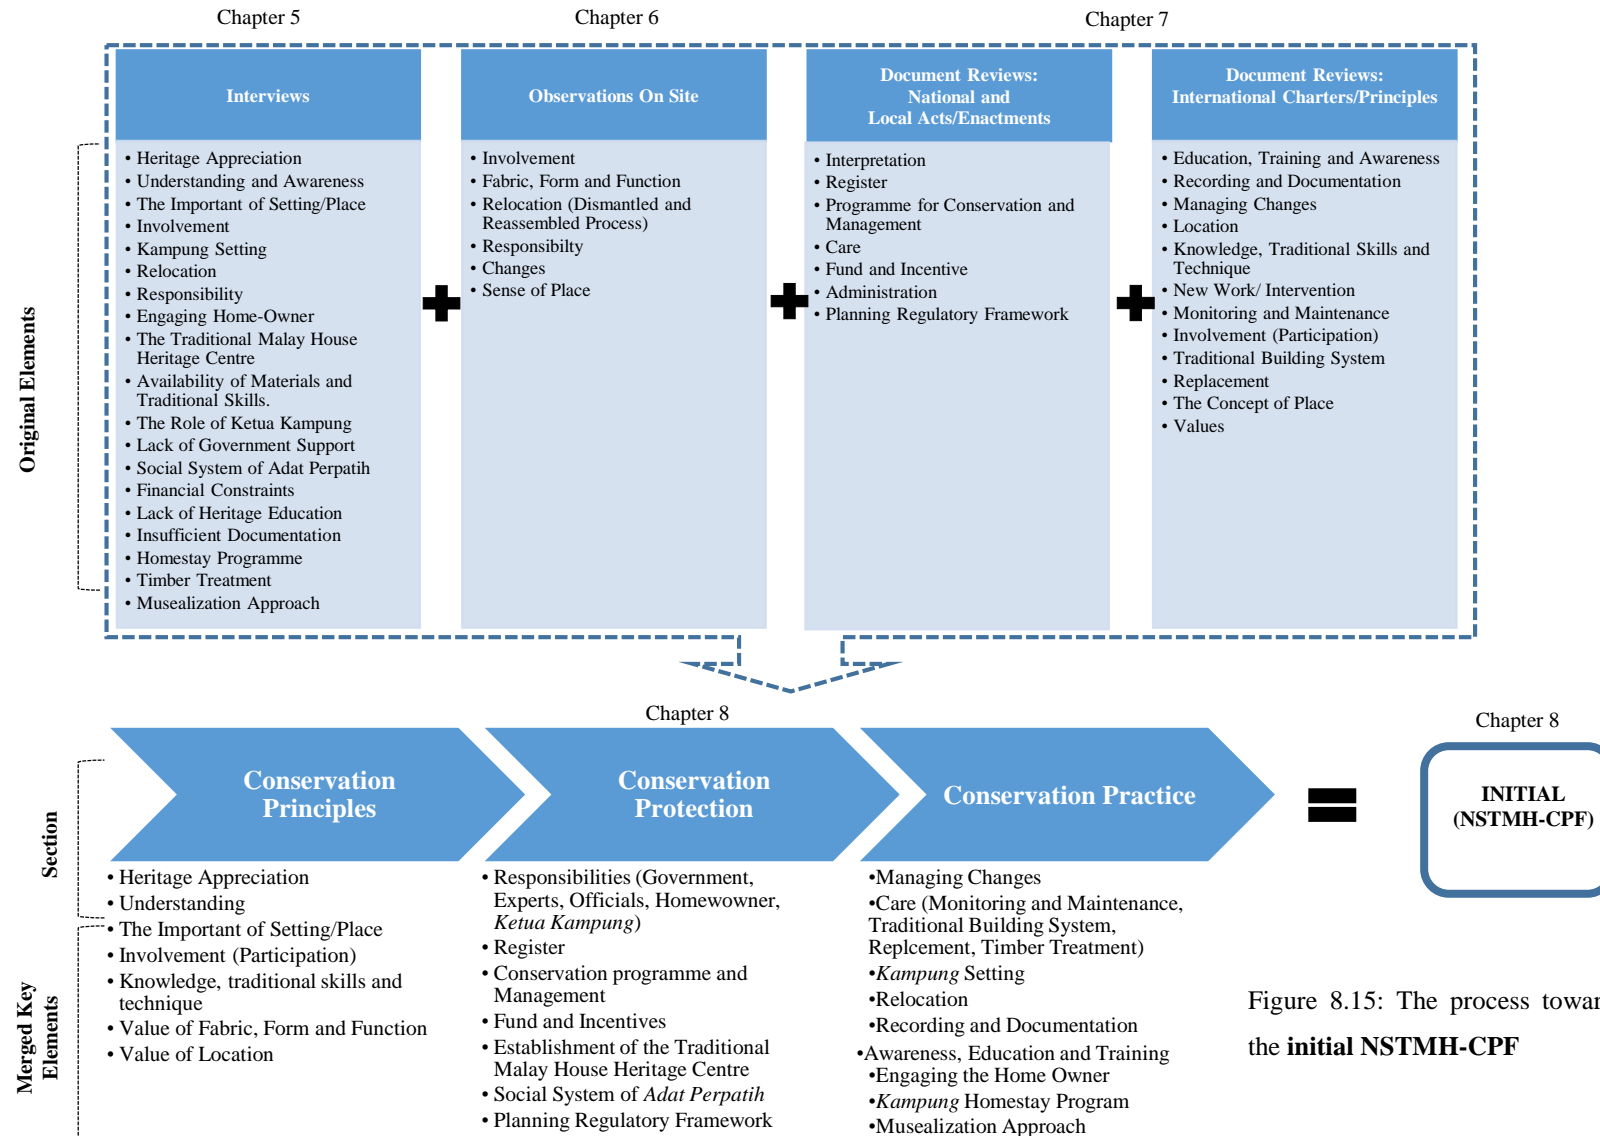 Chapter 5
Chapter 6
Chapter 7
Original Elements
Interviews
• Heritage Appreciation
• Understanding and Awareness
• The Important of Setting/Place
• Involvement
• Kampung Setting
• Relocation
• Responsibility
• Engaging Home-Owner
• The Traditional Malay House
Heritage Centre
• Availability of Materials and
Traditional Skills.
• The Role of Ketua Kampung
• Lack of Government Support
• Social System of Adat Perpatih
• Financial Constraints
• Lack of Heritage Education
• Insufficient Documentation
• Homestay Programme
• Timber Treatment
• Musealization Approach
Observations On Site
• Involvement
• Fabric, Form and Function
• Relocation (Dismantled and
Reassembled Process)
• Responsibilty
• Changes
• Sense of Place
Document Reviews:
National and
Local Acts/Enactments
• Interpretation
• Register
• Programme for Conservation and
Management
• Care
• Fund and Incentive
• Administration
• Planning Regulatory Framework
Document Reviews:
International Charters/Principles
• Education, Training and Awareness
• Recording and Documentation
• Managing Changes
• Location
• Knowledge, Traditional Skills and
Technique
• New Work/ Intervention
• Monitoring and Maintenance
• Involvement (Participation)
• Traditional Building System
• Replacement
• The Concept of Place
• Values
Chapter 8
Section
Merged Key
Elements
Conservation
Principles
• Heritage Appreciation
• Understanding
• The Important of Setting/Place
• Involvement (Participation)
• Knowledge, traditional skills and
technique
• Value of Fabric, Form and Function
• Value of Location
Conservation
Protection
• Responsibilities (Government,
Experts, Officials, Homewowner,
Ketua Kampung)
• Register
• Conservation programme and
Management
• Fund and Incentives
• Establishment of the Traditional
Malay House Heritage Centre
• Social System of Adat Perpatih
• Planning Regulatory Framework
Conservation Practice
•Managing Changes
•Care (Monitoring and Maintenance,
Traditional Building System,
Replcement, Timber Treatment)
•Kampung Setting
•Relocation
•Recording and Documentation
•Awareness, Education and Training
•Engaging the Home Owner
•Kampung Homestay Program
•Musealization Approach
Chapter 8
INITIAL
(NSTMH-CPF)
Figure 8.15: The process towar
the initial NSTMH-CPF